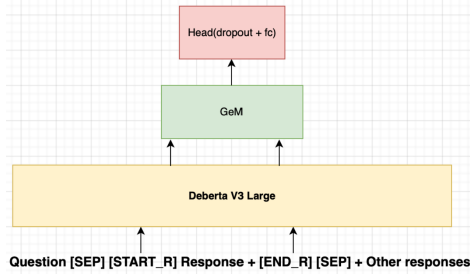 Head(dropout + fc)
GeM
Deberta V3 Large
Question [SEP] [START_R] Response + [END_R] [SEP] + Other responses